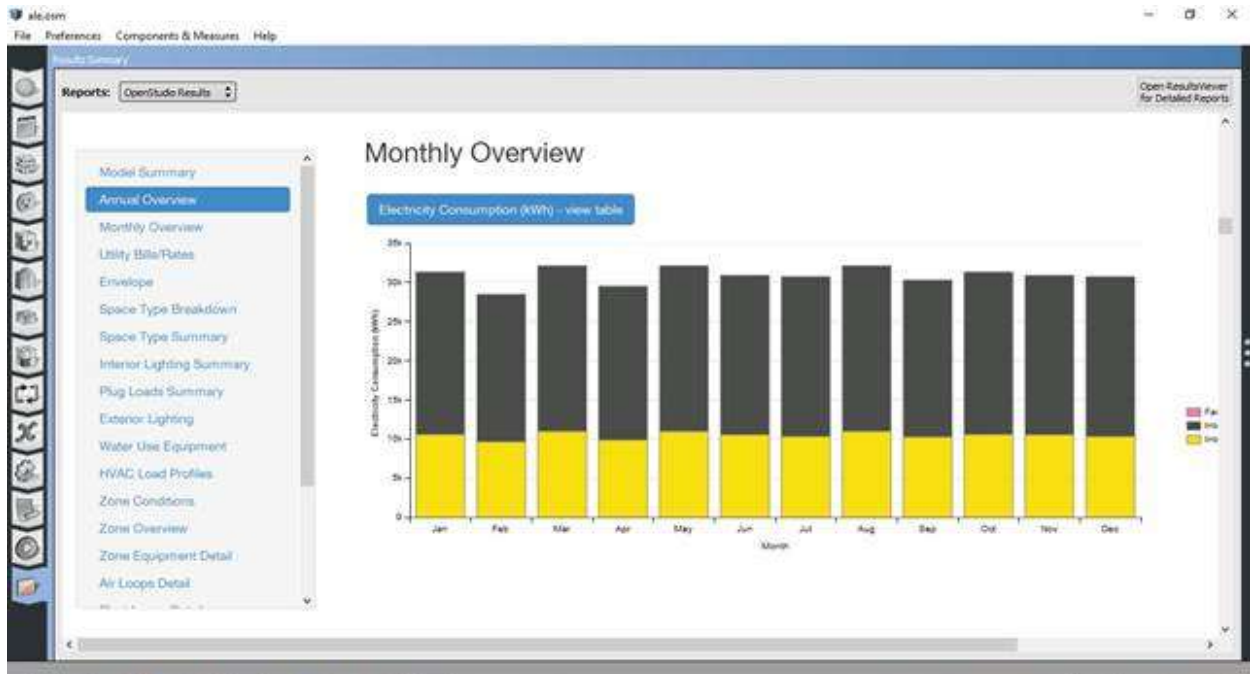 ale.osm
File Preferences Components & Measures Help
Results Summary
Reports: OpenStudio Results
Open ResultsViewer
for Detailed Reports
Model Summary
Annual Overview
Monthly Overview
Utility Bills/Rates
Envelope
Space Type Breakdown
Space Type Summary
Interior Lighting Summary
Plug Loads Summary
Exterior Lighting
Water Use Equipment
HVAC Load Profiles
Zone Conditions
Zone Overview
Zone Equipment Detail
Air Loops Detail
Monthly Overview
Electricity Consumption (kWh) - view table
Electricity Consumption (kWh)
35k
30k
25k
20k
15k
10k
5k
0
Jan Feb Mar Apr May Jun Jul Aug Sep Oct Nov Dec
Month